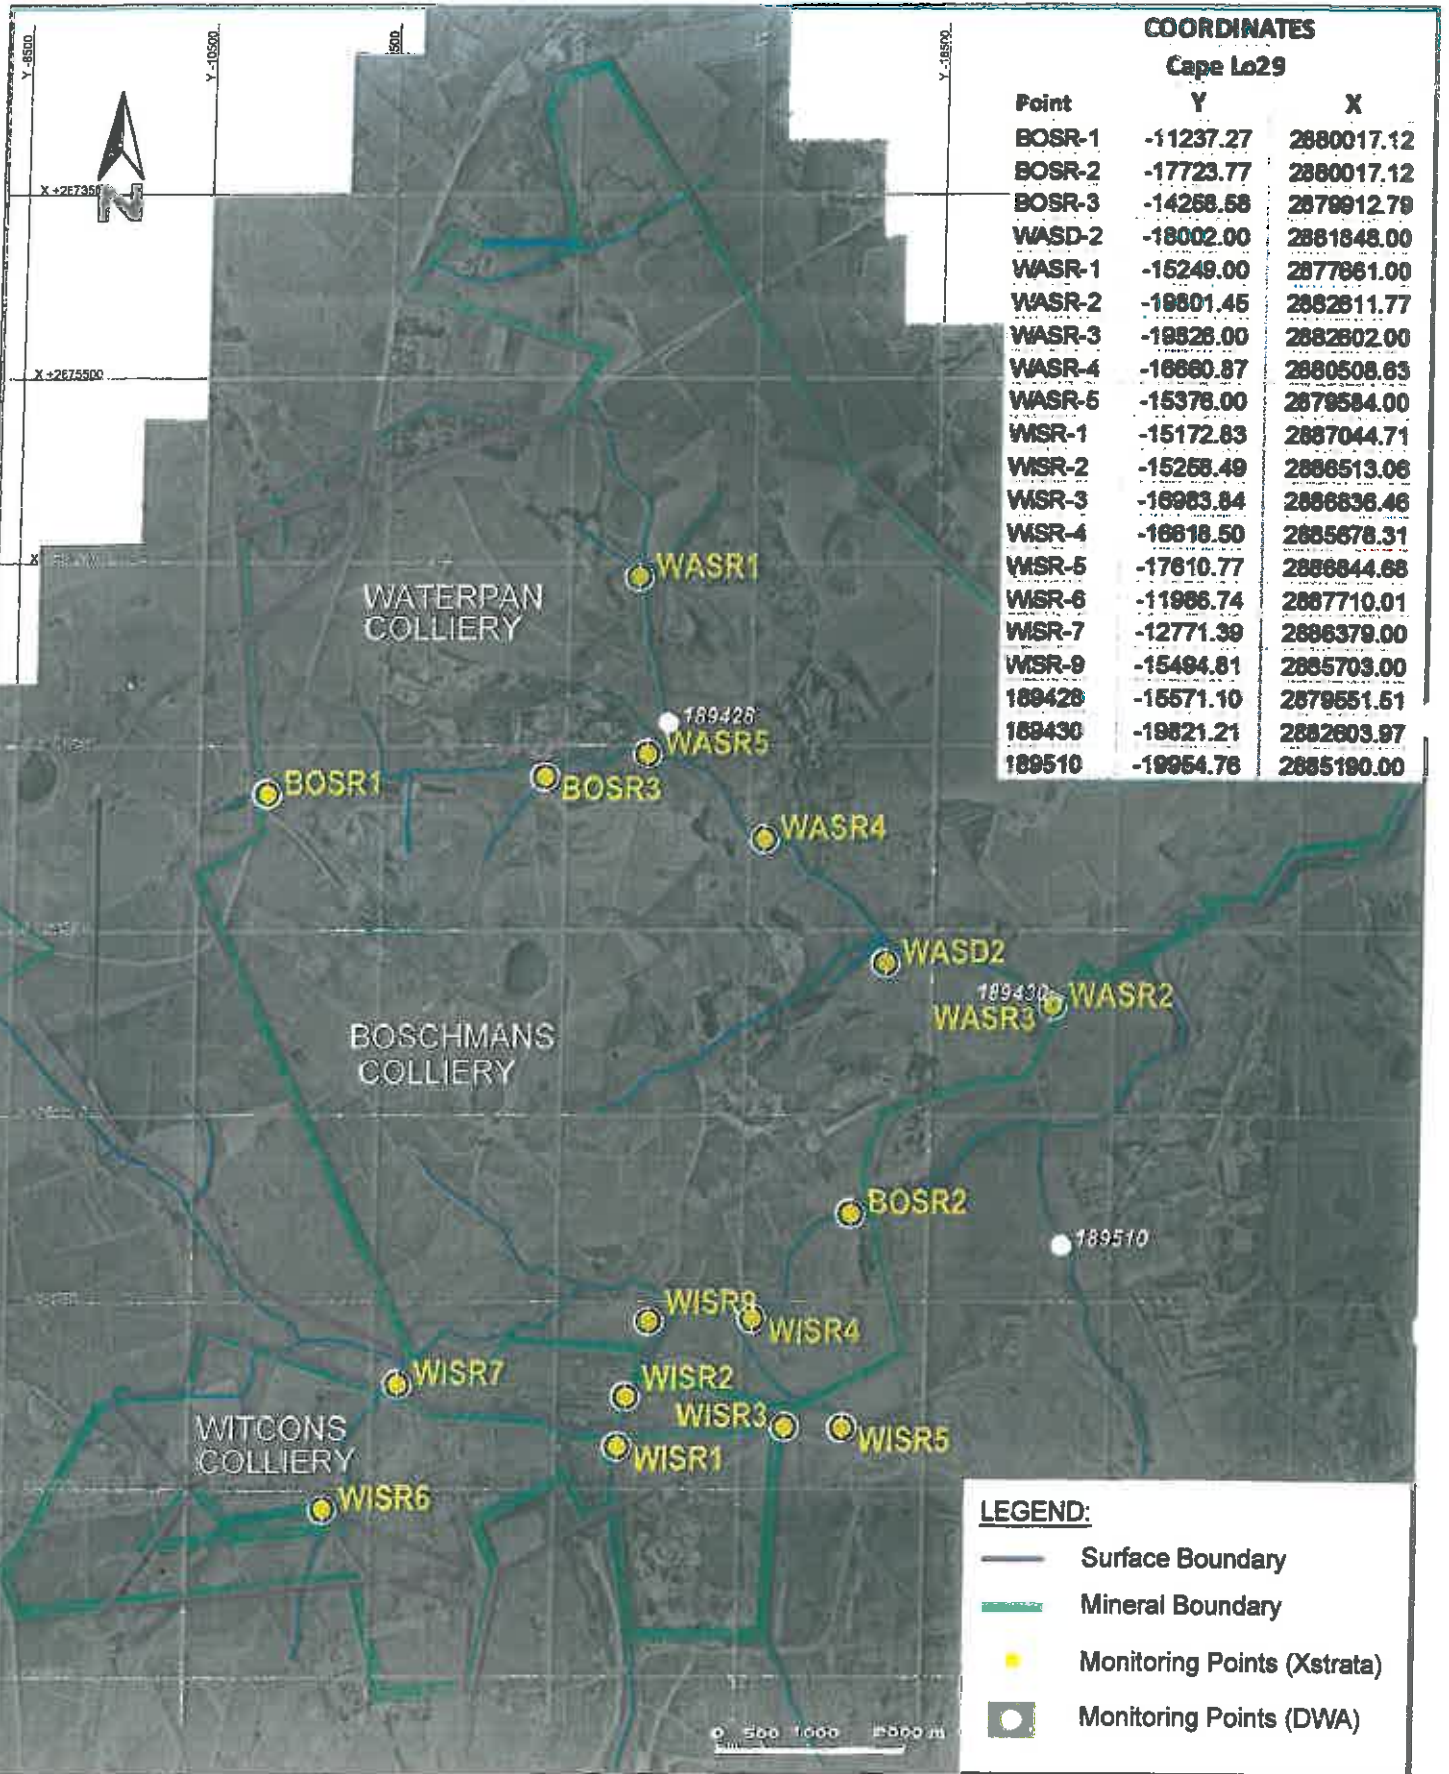 COORDINATES
Cape Lo29
Point Y X
BOSR-1 -11237.27 2880017.12
BOSR-2 -17723.77 2880017.12
BOSR-3 -14258.58 2879912.79
WASD-2 -18002.00 2881848.00
WASR-1 -15249.00 2877661.00
WASR-2 -19801.45 2882611.77
WASR-3 -19826.00 2882602.00
WASR-4 -16660.87 2880508.63
WASR-5 -15376.00 2879584.00
WISR-1 -15172.83 2887044.71
WISR-2 -15258.49 2886513.06
WISR-3 -16983.84 2886836.46
WISR-4 -16618.50 2885678.31
WISR-5 -17610.77 2886844.68
WISR-6 -11986.74 2887710.01
WISR-7 -12771.39 2886379.00
WISR-9 -15494.81 2885703.00
189428 -15571.10 2879551.51
189430 -19821.21 2882603.97
189510 -19954.76 2885190.00
Y -8500
Y -10500
Y -18500
N
X +2875500
WASR1
WATERPAN
COLLIERY
189428
WASR5
BOSR1
BOSR3
WASR4
WASD2
189430
WASR2
WASR3
BOSCHMANS
COLLIERY
BOSR2
189510
WISR9
WISR4
WISR7
WISR2
WISR3
WISR5
WITCONS
COLLIERY
WISR1
WISR6
LEGEND:
Surface Boundary
Mineral Boundary
Monitoring Points (Xstrata)
Monitoring Points (DWA)
0 500 1000 2000 m